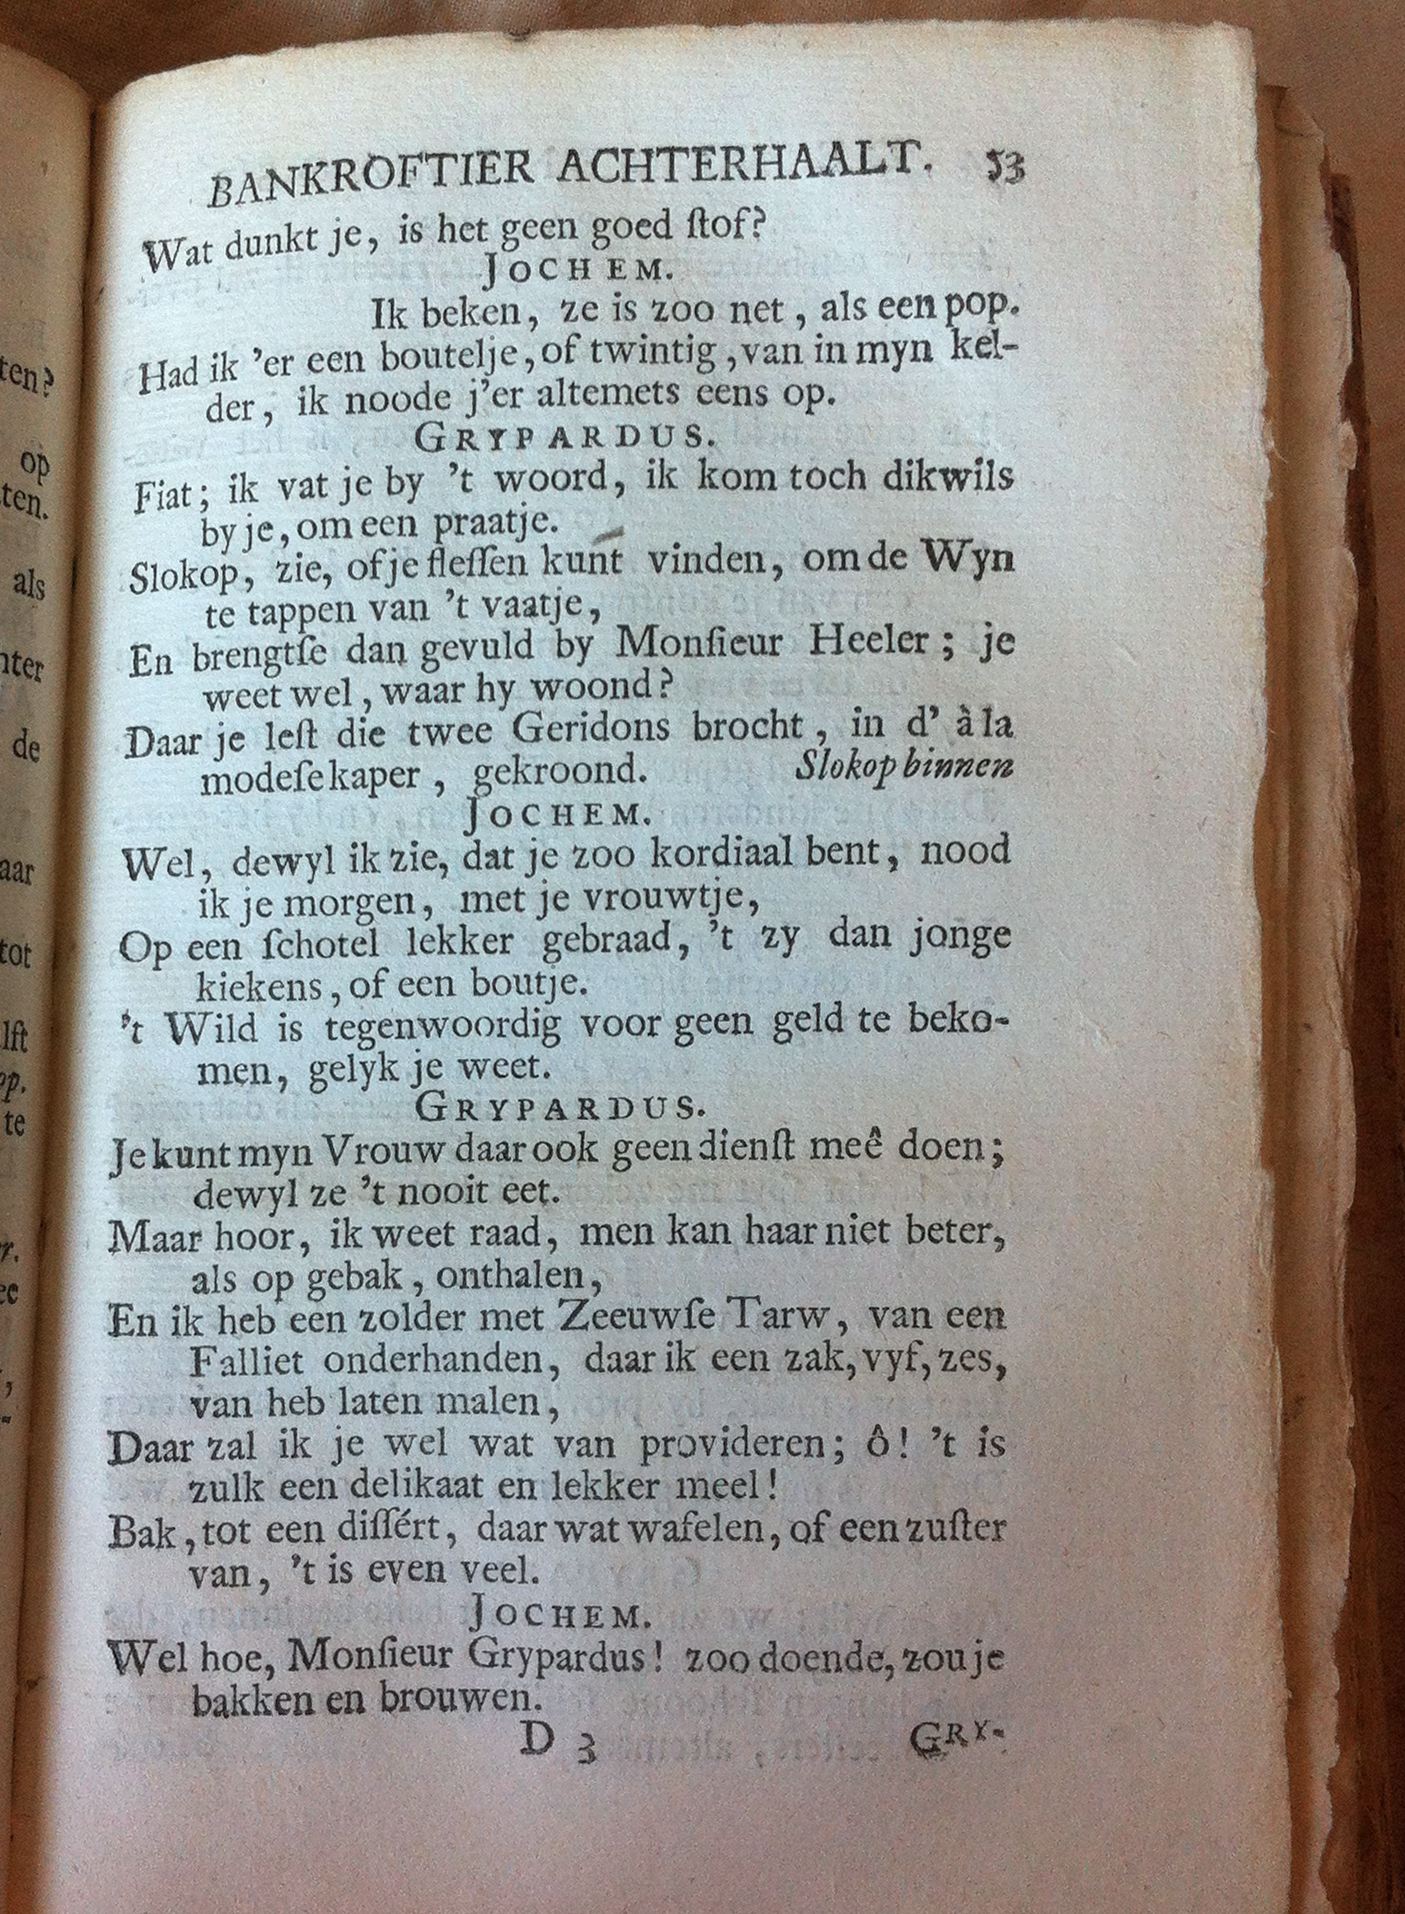 BANKROFTIER ACHTERHAALT. 53
Wat dunkt je, is het geen goed ſtof?
JOCHEM.
Ik beken, ze is zoo net, als een pop.
Had ik 'er een boutelje, of twintig, van in myn kel-
der, ik noode j'er altemets eens op.
GRYPARDUS.
Fiat; ik vat je by 't woord, ik kom toch dikwils
by je, om een praatje.
Slokop, zie, of je fleſſen kunt vinden, om de Wyn
te tappen van 't vaatje,
En brengtſe dan gevuld by Monſieur Heeler; je
weet wel, waar hy woond?
Daar je leſt die twee Geridons brocht, in d' à la
modeſe kaper, gekroond. Slokop binnen
JOCHEM.
Wel, dewyl ik zie, dat je zoo kordiaal bent, nood
ik je morgen, met je vrouwtje,
Op een ſchotel lekker gebraad, 't zy dan jonge
kiekens, of een boutje.
't Wild is tegenwoordig voor geen geld te beko-
men, gelyk je weet.
GRYPARDUS.
Je kunt myn Vrouw daar ook geen dienſt meê doen;
dewyl ze 't nooit eet.
Maar hoor, ik weet raad, men kan haar niet beter,
als op gebak, onthalen,
En ik heb een zolder met Zeeuwſe Tarw, van een
Falliet onderhanden, daar ik een zak, vyf, zes,
van heb laten malen,
Daar zal ik je wel wat van provideren; ô! 't is
zulk een delikaat en lekker meel!
Bak, tot een diſſért, daar wat wafelen, of een zuſter
van, 't is even veel.
JOCHEM.
Wel hoe, Monſieur Grypardus! zoo doende, zou je
bakken en brouwen.
D 3 GRY-
ten?
op
ten.
als
de
tot
te